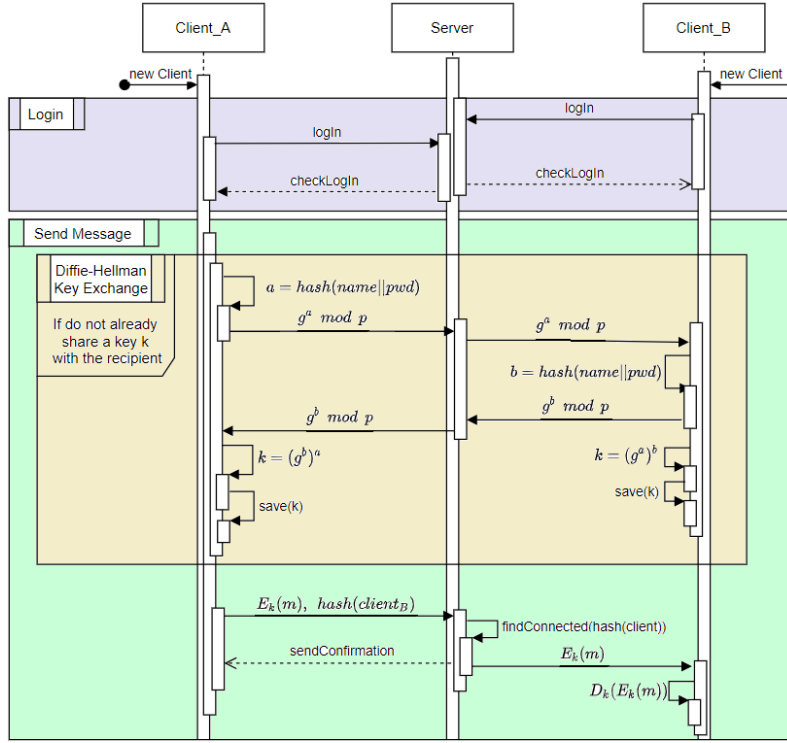 Client_A
Server
Client_B
new Client
new Client
Login
logIn
logIn
checkLogIn
checkLogIn
Send Message
Diffie-Hellman
Key Exchange
If do not already
share a key k
with the recipient
a = hash(name||pwd)
g^a mod p
g^a mod p
b = hash(name||pwd)
g^b mod p
g^b mod p
k = (g^b)^a
k = (g^a)^b
save(k)
save(k)
E_k(m), hash(client_B)
findConnected(hash(client))
sendConfirmation
E_k(m)
D_k(E_k(m))